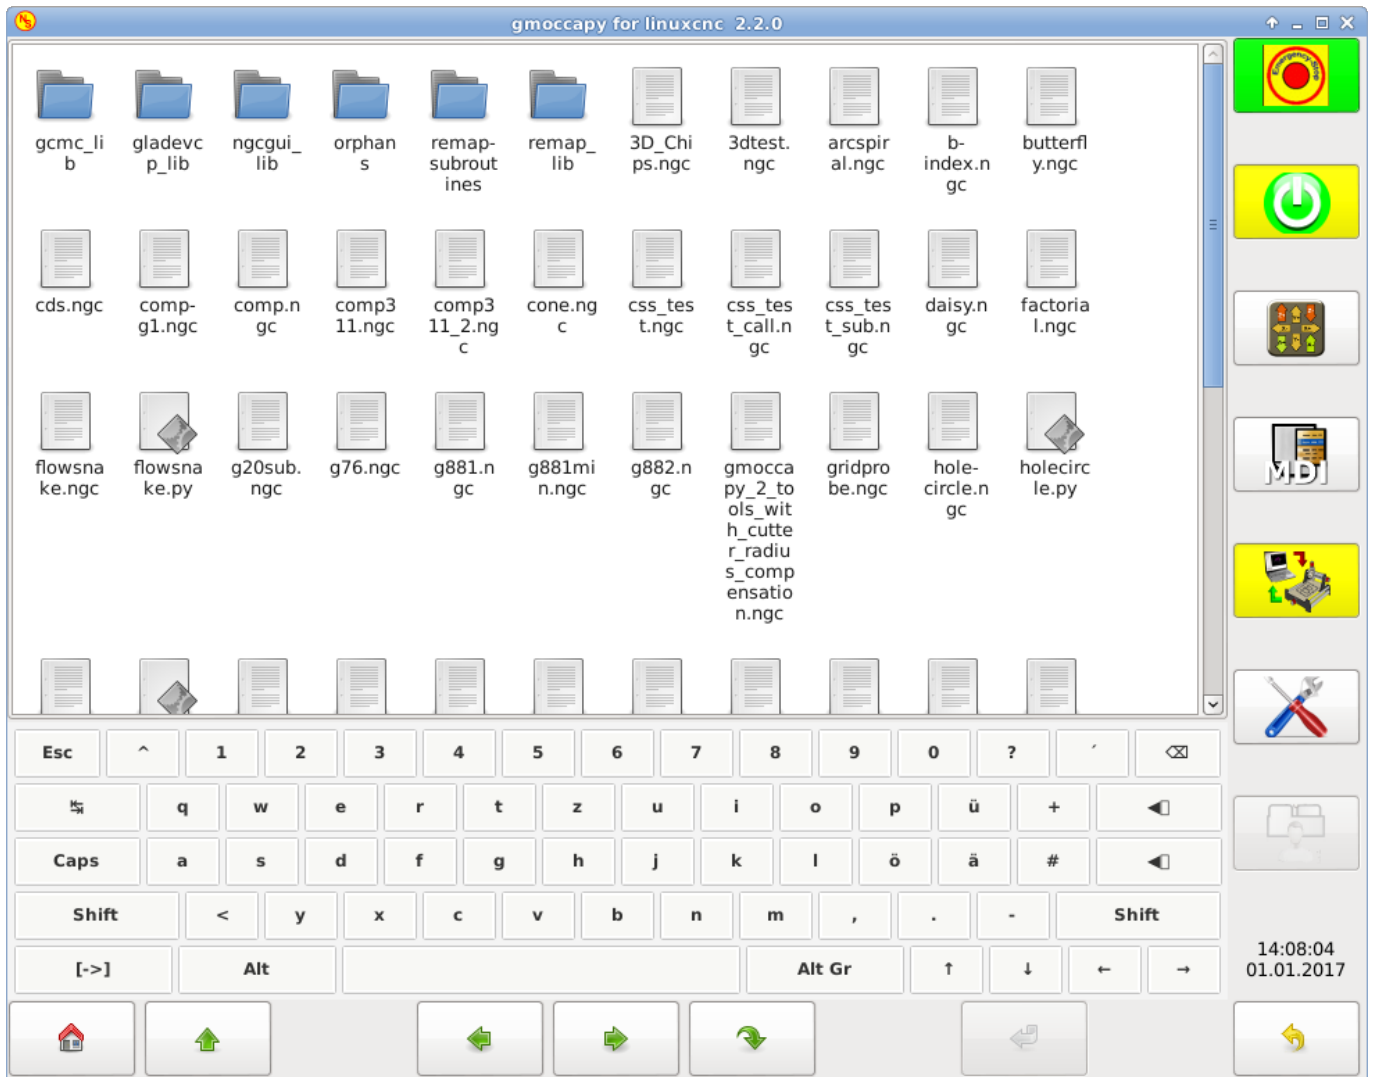 gmoccapy for linuxcnc 2.2.0
gcmc_li
b
gladevc
p_lib
ngcgui_
lib
orphan
s
remap-
subrout
ines
remap_
lib
3D_Chi
ps.ngc
3dtest.
ngc
arcspir
al.ngc
b-
index.n
gc
butterfl
y.ngc
cds.ngc
comp-
g1.ngc
comp.n
gc
comp3
11.ngc
comp3
11_2.ng
c
cone.ng
c
css_tes
t.ngc
css_tes
t_call.n
gc
css_tes
t_sub.n
gc
daisy.n
gc
factoria
l.ngc
flowsna
ke.ngc
flowsna
ke.py
g20sub.
ngc
g76.ngc
g881.n
gc
g881mi
n.ngc
g882.n
gc
gmocca
py_2_to
ols_wit
h_cutte
r_radiu
s_comp
ensatio
n.ngc
gridpro
be.ngc
hole-
circle.n
gc
holecirc
le.py
Emergency-Stop
MDI
Esc ^ 1 2 3 4 5 6 7 8 9 0 ? ´ ⌫
↹ q w e r t z u i o p ü +
Caps a s d f g h j k l ö ä #
Shift < y x c v b n m , . - Shift
[->] Alt Alt Gr ↑ ↓ ← →
14:08:04
01.01.2017